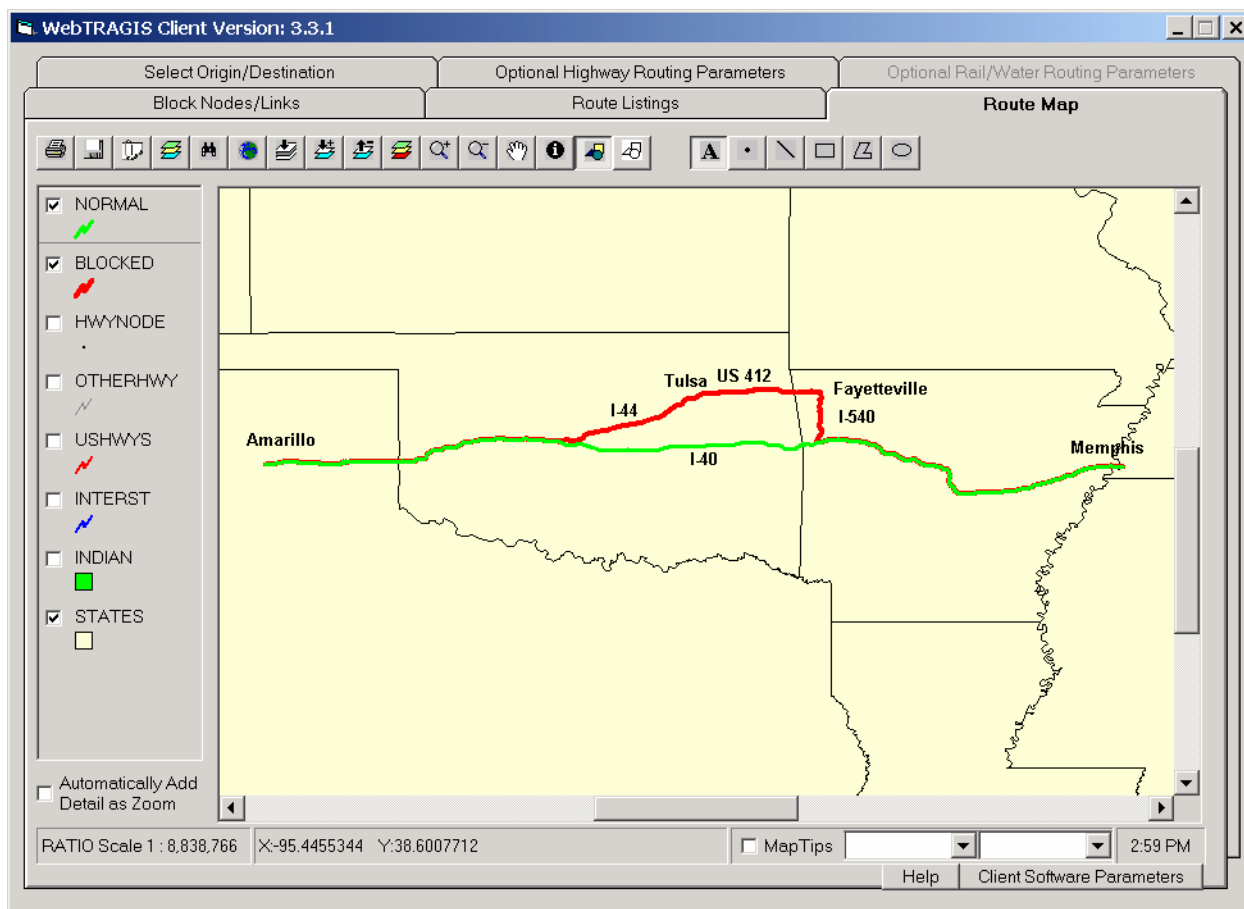 WebTRAGIS Client Version: 3.3.1
Select Origin/Destination
Optional Highway Routing Parameters
Optional Rail/Water Routing Parameters
Block Nodes/Links
Route Listings
Route Map
A
NORMAL
BLOCKED
HWYNODE
OTHERHWY
USHWYS
INTERST
INDIAN
STATES
Automatically Add
Detail as Zoom
Tulsa
US 412
Fayetteville
I-44
I-540
Amarillo
I-40
Memphis
RATIO Scale 1 : 8,838,766
X:-95.4455344 Y:38.6007712
MapTips
2:59 PM
Help
Client Software Parameters